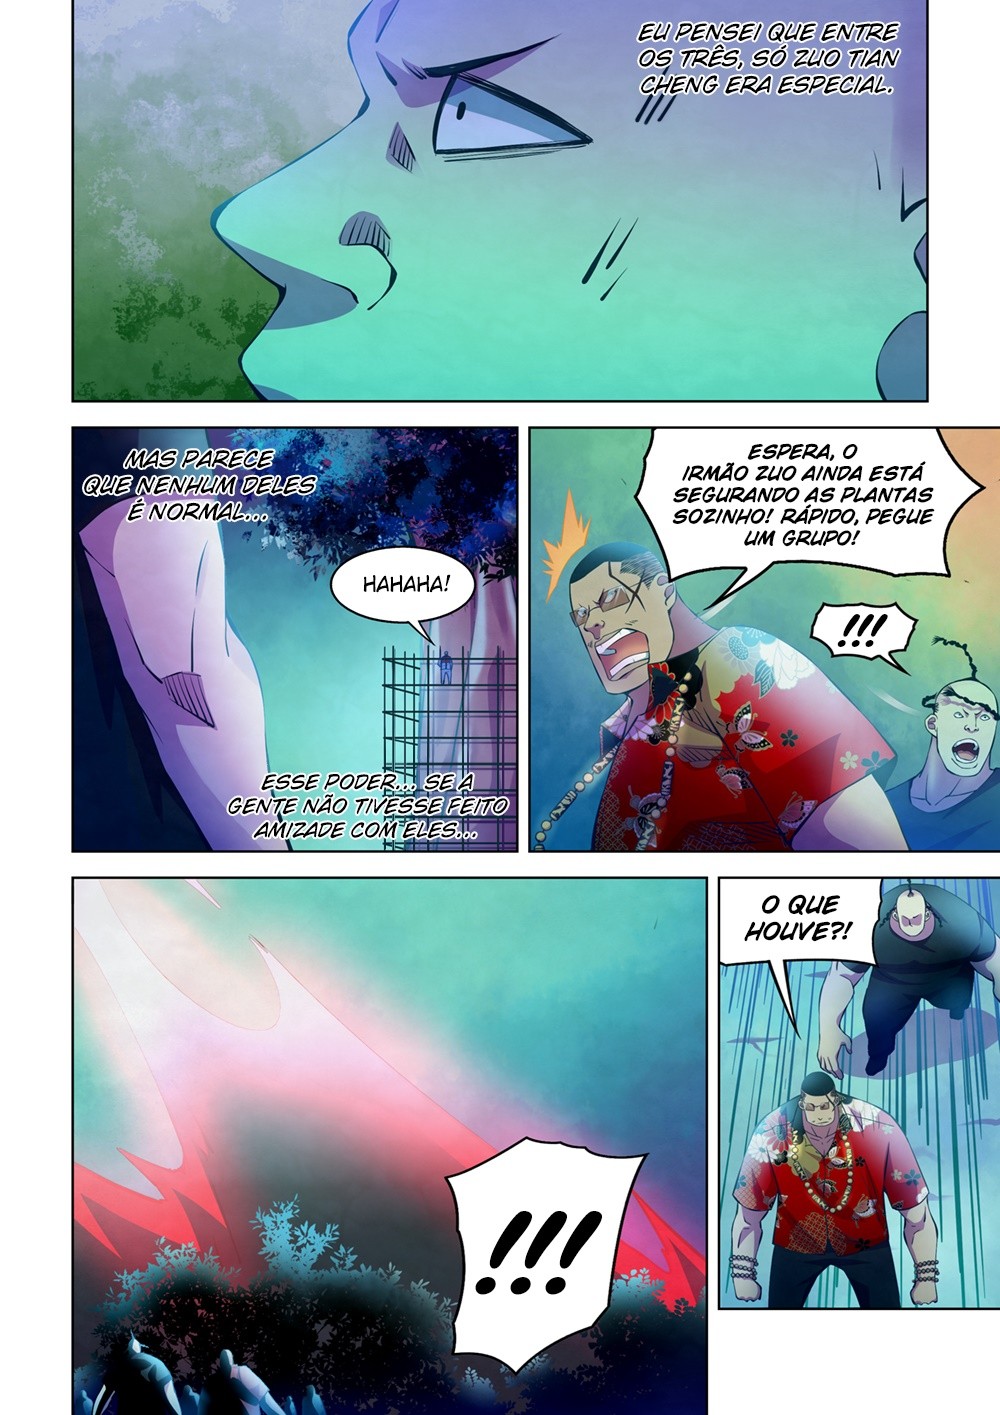 EU PENSEI QUE ENTRE
OS TRÊS, SÓ ZUO TIAN
CHENG ERA ESPECIAL.
MAS PARECE
QUE NENHUM DELES
É NORMAL...
HAHAHA!
ESSE PODER... SE A
GENTE NÃO TIVESSE FEITO
AMIZADE COM ELES...
ESPERA, O
IRMÃO ZUO AINDA ESTÁ
SEGURANDO AS PLANTAS
SOZINHO! RÁPIDO, PEGUE
UM GRUPO!
!!!
!!!
O QUE
HOUVE?!